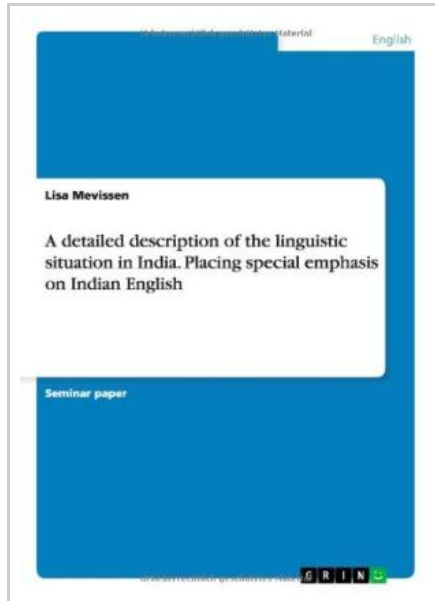 English
Lisa Mevissen
A detailed description of the linguistic
situation in India. Placing special emphasis
on Indian English
Seminar paper
GRIN